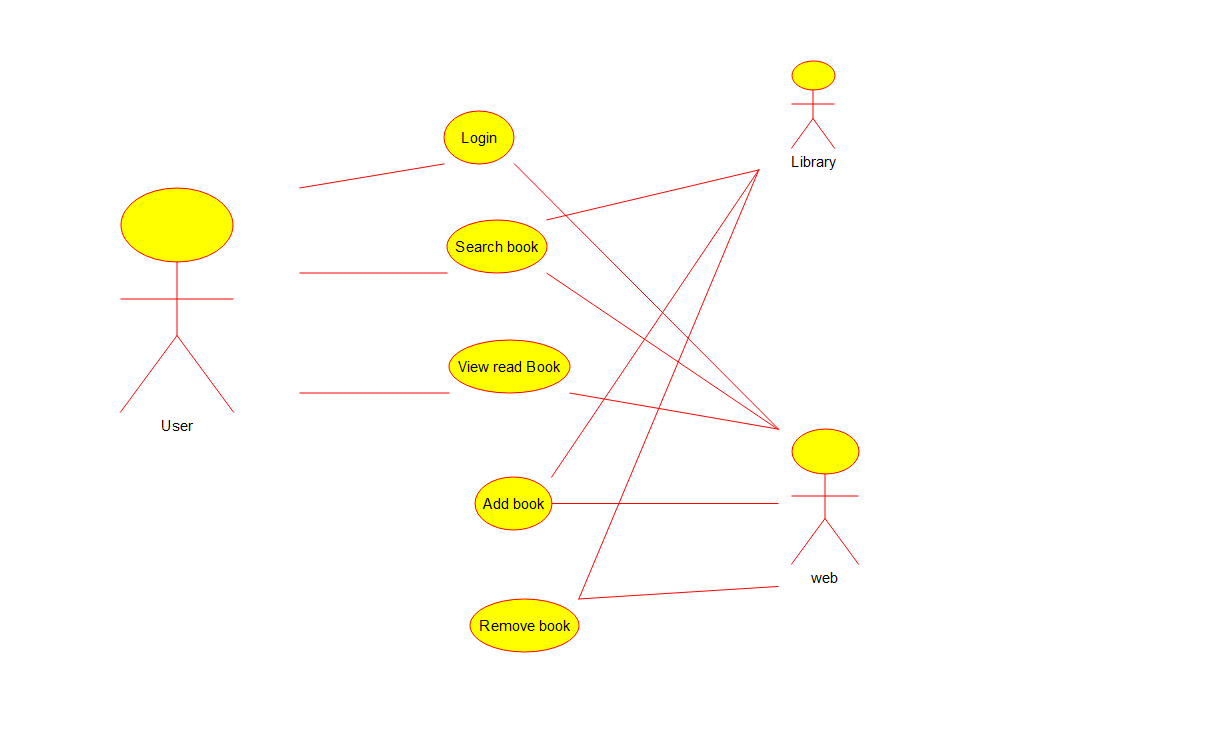 Login
Library
Search book
View read Book
User
Add book
web
Remove book